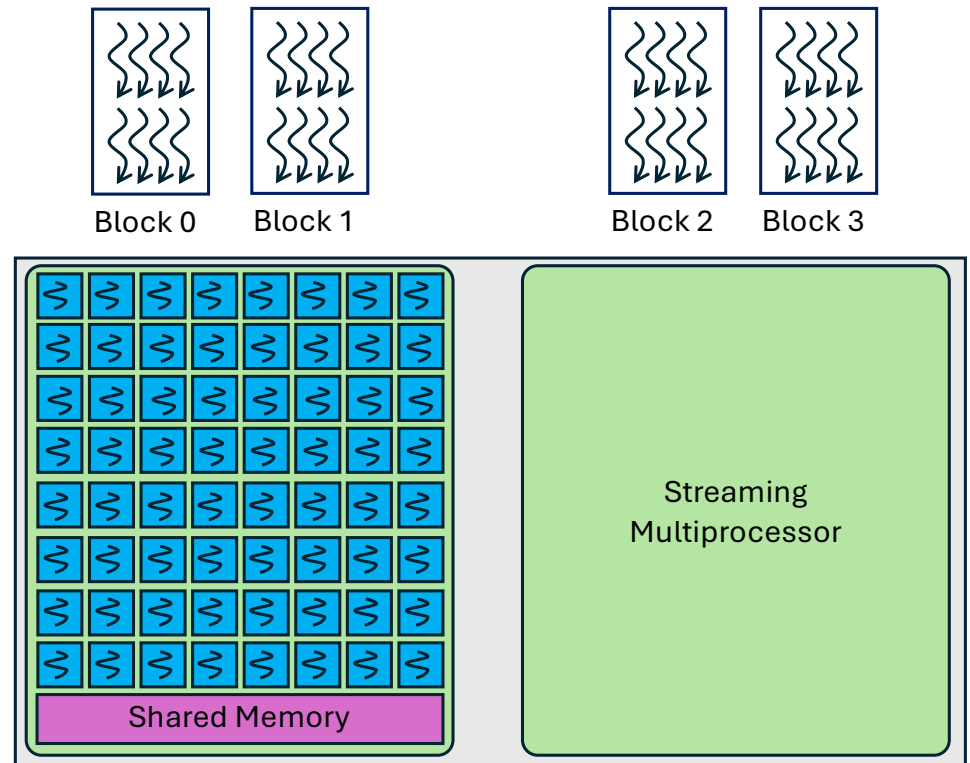 Block 0
Block 1
Block 2
Block 3
Streaming
Multiprocessor
Shared Memory